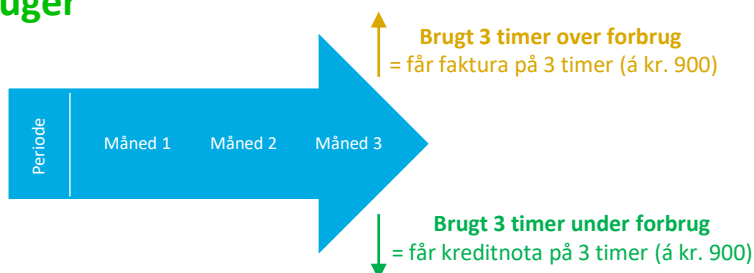 Brugt 3 timer over forbrug
= får faktura på 3 timer (á kr. 900)
Periode
Måned 1
Måned 2
Måned 3
Brugt 3 timer under forbrug
= får kreditnota på 3 timer (á kr. 900)